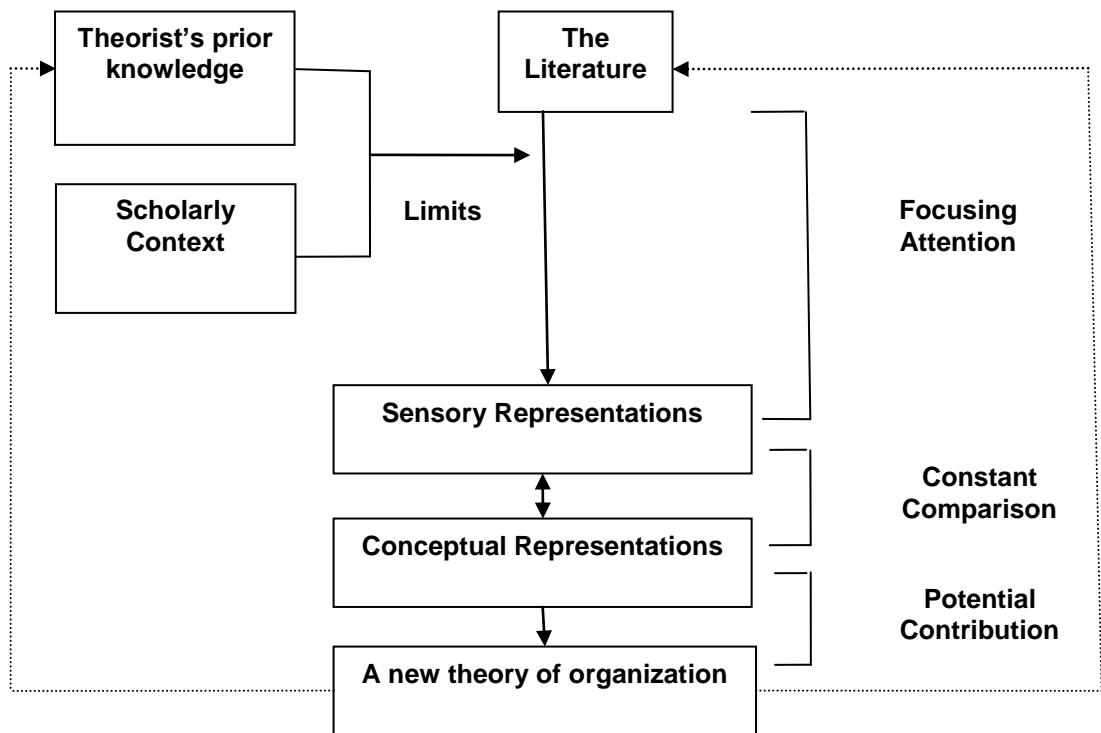 Theorist's prior
knowledge
The
Literature
Scholarly
Context
Limits
Focusing
Attention
Sensory Representations
Constant
Comparison
Conceptual Representations
Potential
Contribution
A new theory of organization